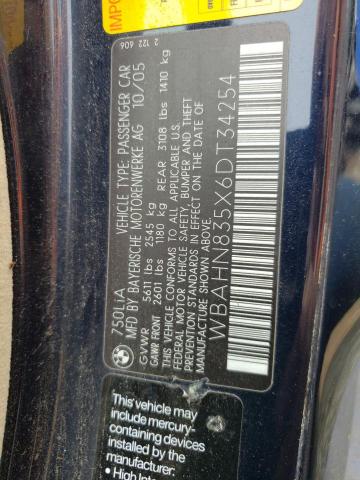 IMPO
2 122 606
750LiA
VEHICLE TYPE: PASSENGER CAR
MFD BY BAYERISCHE MOTORENWERKE AG 10/05
GVWR 5611 lbs 2545 kg
GAWR FRONT 2601 lbs 1180 kg REAR 3108 lbs 1410 kg
THIS VEHICLE CONFORMS TO ALL APPLICABLE U.S.
FEDERAL MOTOR VEHICLE SAFETY, BUMPER AND THEFT
PREVENTION STANDARDS IN EFFECT ON THE DATE OF
MANUFACTURE SHOWN ABOVE.
WBAHN835X6DT34254
This vehicle may
include mercury-
containing devices
installed by the
manufacturer:
• High Inten